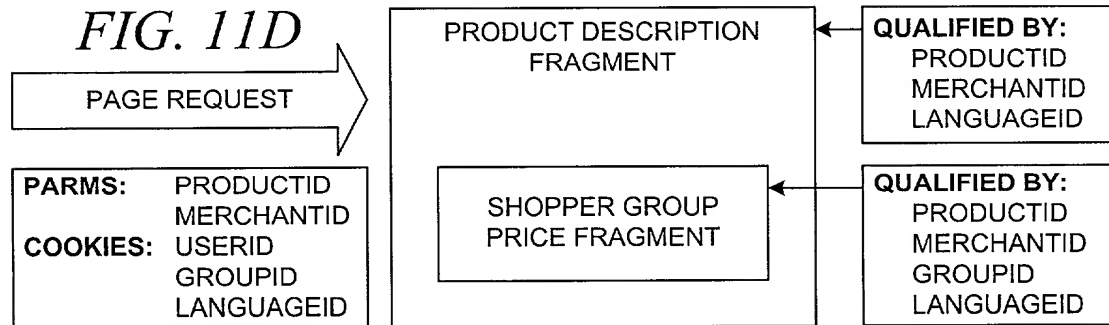 FIG. 11D
PAGE REQUEST
PARMS: PRODUCTID
MERCHANTID
COOKIES: USERID
GROUPID
LANGUAGEID
PRODUCT DESCRIPTION
FRAGMENT
SHOPPER GROUP
PRICE FRAGMENT
QUALIFIED BY:
PRODUCTID
MERCHANTID
LANGUAGEID
QUALIFIED BY:
PRODUCTID
MERCHANTID
GROUPID
LANGUAGEID